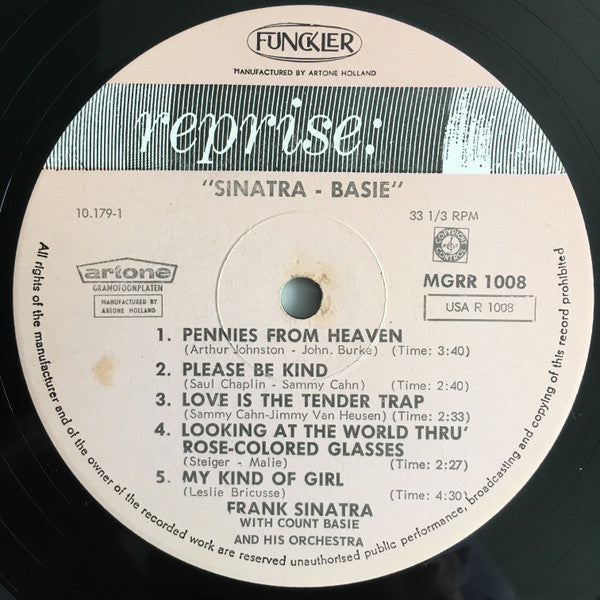 FUNCKLER
MANUFACTURED BY ARTONE HOLLAND
reprise:
"SINATRA - BASIE"
10.179-1
33 1/3 RPM
artone
GRAMOFOONPLATEN
MANUFACTURED BY
ARTONE HOLLAND
COPYRIGHT
CONTROL
MGRR 1008
USA R 1008
1. PENNIES FROM HEAVEN
(Arthur Johnston - John. Burke) (Time: 3:40)
2. PLEASE BE KIND
(Saul Chaplin - Sammy Cahn) (Time: 2:40)
3. LOVE IS THE TENDER TRAP
(Sammy Cahn-Jimmy Van Heusen) (Time: 2:33)
4. LOOKING AT THE WORLD THRU'
ROSE-COLORED GLASSES
(Steiger - Malie) (Time: 2:27)
5. MY KIND OF GIRL
(Leslie Bricusse) (Time: 4:30)
FRANK SINATRA
WITH COUNT BASIE
AND HIS ORCHESTRA
All rights of the manufacturer and of the owner of the recorded work are reserved unauthorised public performance, broadcasting and copying of this record prohibited